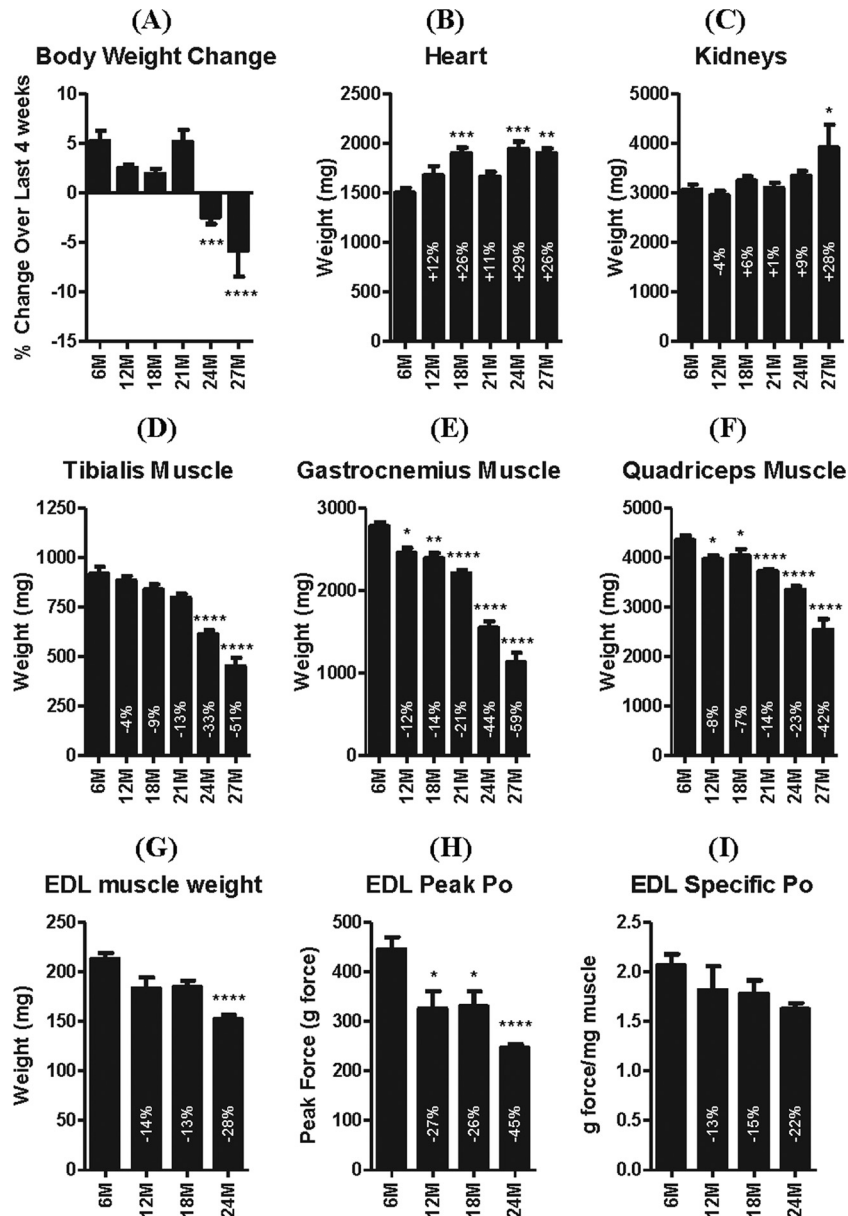 (A)
Body Weight Change
% Change Over Last 4 weeks
10
5
0
-5
-10
-15
***
****
6M
12M
18M
21M
24M
27M
(B)
Heart
Weight (mg)
2500
2000
1500
1000
500
0
***
***
**
+12%
+26%
+11%
+29%
+26%
6M
12M
18M
21M
24M
27M
(C)
Kidneys
Weight (mg)
5000
4000
3000
2000
1000
0
*
-4%
+6%
+1%
+9%
+28%
6M
12M
18M
21M
24M
27M
(D)
Tibialis Muscle
Weight (mg)
1250
1000
750
500
250
0
****
****
-4%
-9%
-13%
-33%
-51%
6M
12M
18M
21M
24M
27M
(E)
Gastrocnemius Muscle
Weight (mg)
3000
2000
1000
0
*
**
****
****
****
-12%
-14%
-21%
-44%
-59%
6M
12M
18M
21M
24M
27M
(F)
Quadriceps Muscle
Weight (mg)
5000
4000
3000
2000
1000
0
*
*
****
****
****
-8%
-7%
-14%
-23%
-42%
6M
12M
18M
21M
24M
27M
(G)
EDL muscle weight
Weight (mg)
250
200
150
100
50
0
****
-14%
-13%
-28%
6M
12M
18M
24M
(H)
EDL Peak Po
Peak Force (g force)
500
400
300
200
100
0
*
*
****
-27%
-26%
-45%
6M
12M
18M
24M
(I)
EDL Specific Po
g force/mg muscle
2.5
2.0
1.5
1.0
0.5
0.0
-13%
-15%
-22%
6M
12M
18M
24M